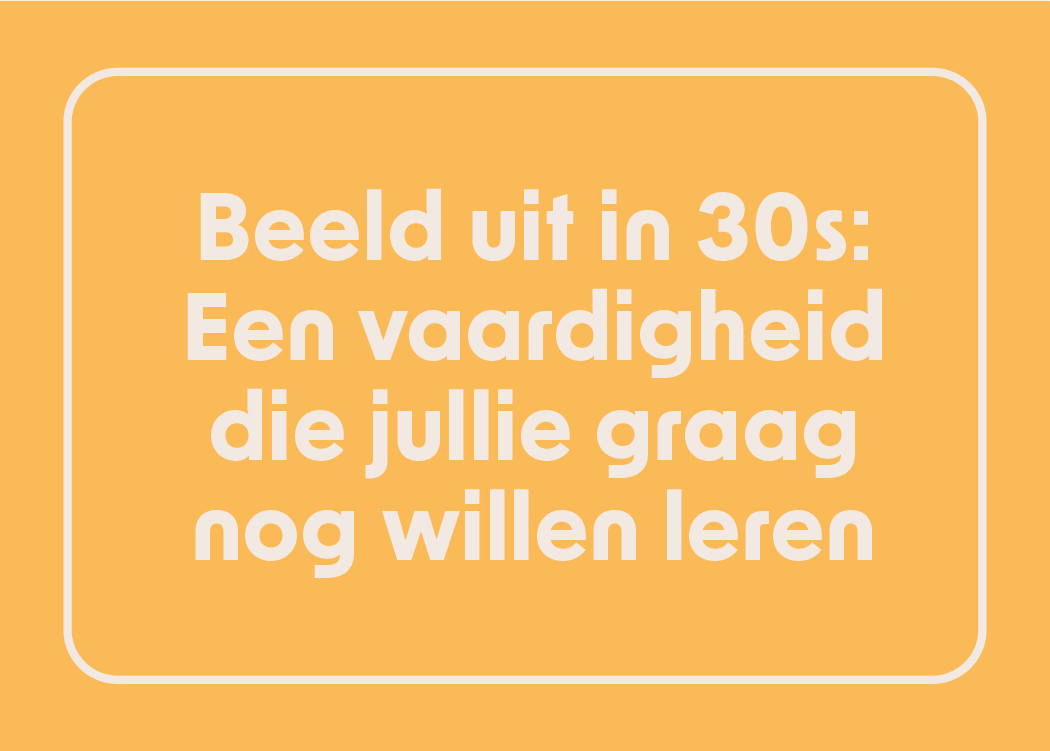 Beeld uit in 30s:
Een vaardigheid
die jullie graag
nog willen leren